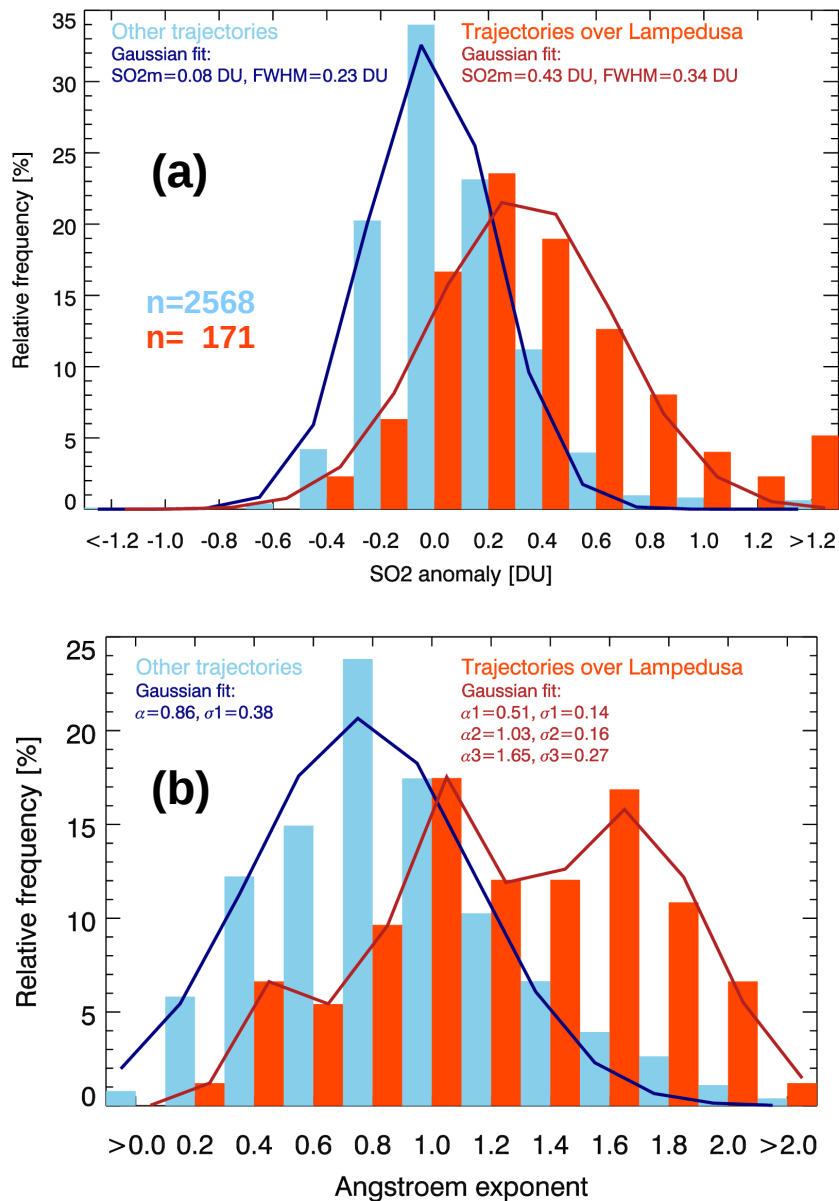 Other trajectories
Gaussian fit:
SO2m=0.08 DU, FWHM=0.23 DU
Trajectories over Lampedusa
Gaussian fit:
SO2m=0.43 DU, FWHM=0.34 DU
(a)
n=2568
n= 171
35
30
25
20
15
10
5
0
Relative frequency [%]
<-1.2 -1.0 -0.8 -0.6 -0.4 -0.2 0.0 0.2 0.4 0.6 0.8 1.0 1.2 >1.2
SO2 anomaly [DU]
Other trajectories
Gaussian fit:
α=0.86, σ1=0.38
Trajectories over Lampedusa
Gaussian fit:
α1=0.51, σ1=0.14
α2=1.03, σ2=0.16
α3=1.65, σ3=0.27
(b)
25
20
15
10
5
0
Relative frequency [%]
>0.0 0.2 0.4 0.6 0.8 1.0 1.2 1.4 1.6 1.8 2.0 >2.0
Angstroem exponent